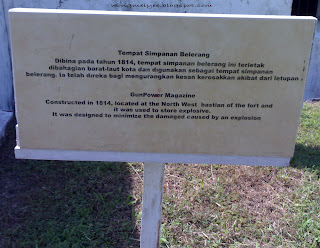 wangmulyee.blogspot.com
Tempat Simpanan Belerang
Dibina pada tahun 1814, tempat simpanan belerang ini terletak
dibahagian barat-laut kota dan digunakan sebagai tempat simpanan
belerang. Ia telah direka bagi mengurangkan kesan kerosakkan akibat dari letupan .
GunPower Magazine
Constructed in 1814, located at the North West bastian of the fort and
it was used to store explosive.
It was designed to minimize the damaged caused by an explosion